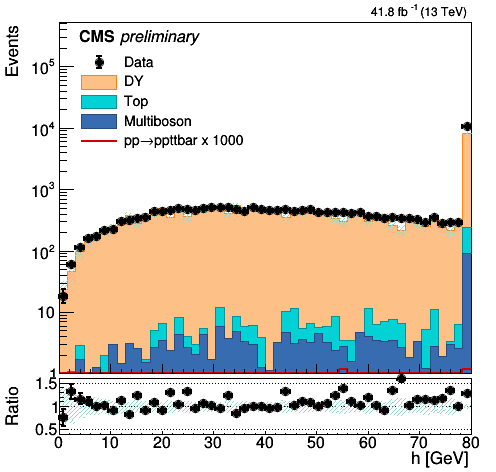 41.8 fb⁻¹ (13 TeV)
CMS preliminary
Data
DY
Top
Multiboson
pp→ppttbar x 1000
Events
10⁵
10⁴
10³
10²
10
1
Ratio
1.5
1
0.5
0 10 20 30 40 50 60 70 80
h [GeV]